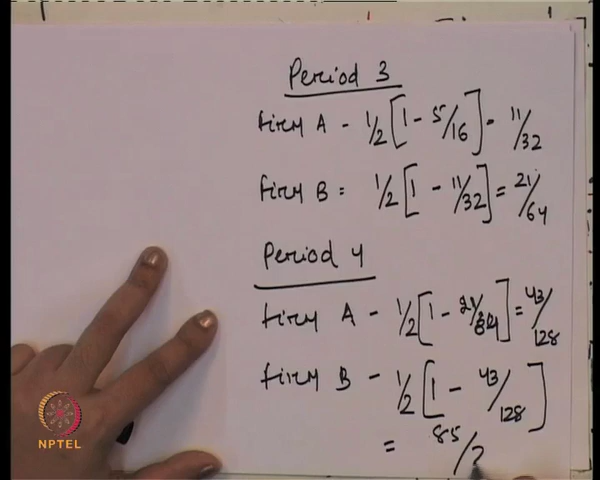 Period 3
Firm A - 1/2 [1 - 5/16] = 11/32
Firm B = 1/2 [1 - 11/32] = 21/64
Period 4
Firm A - 1/2 [1 - 21/64] = 43/128
Firm B - 1/2 [1 - 43/128]
= 85/2
NPTEL